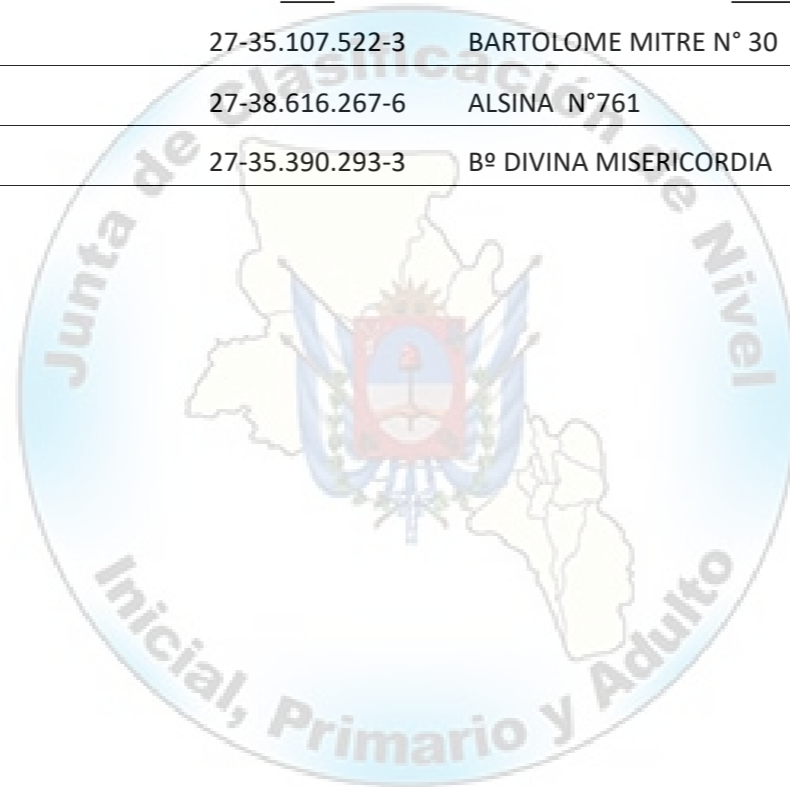 27-35.107.522-3 BARTOLOME MITRE N° 30
27-38.616.267-6 ALSINA N°761
27-35.390.293-3 Bº DIVINA MISERICORDIA
Junta de Clasificación de Nivel
Inicial, Primario y Adulto